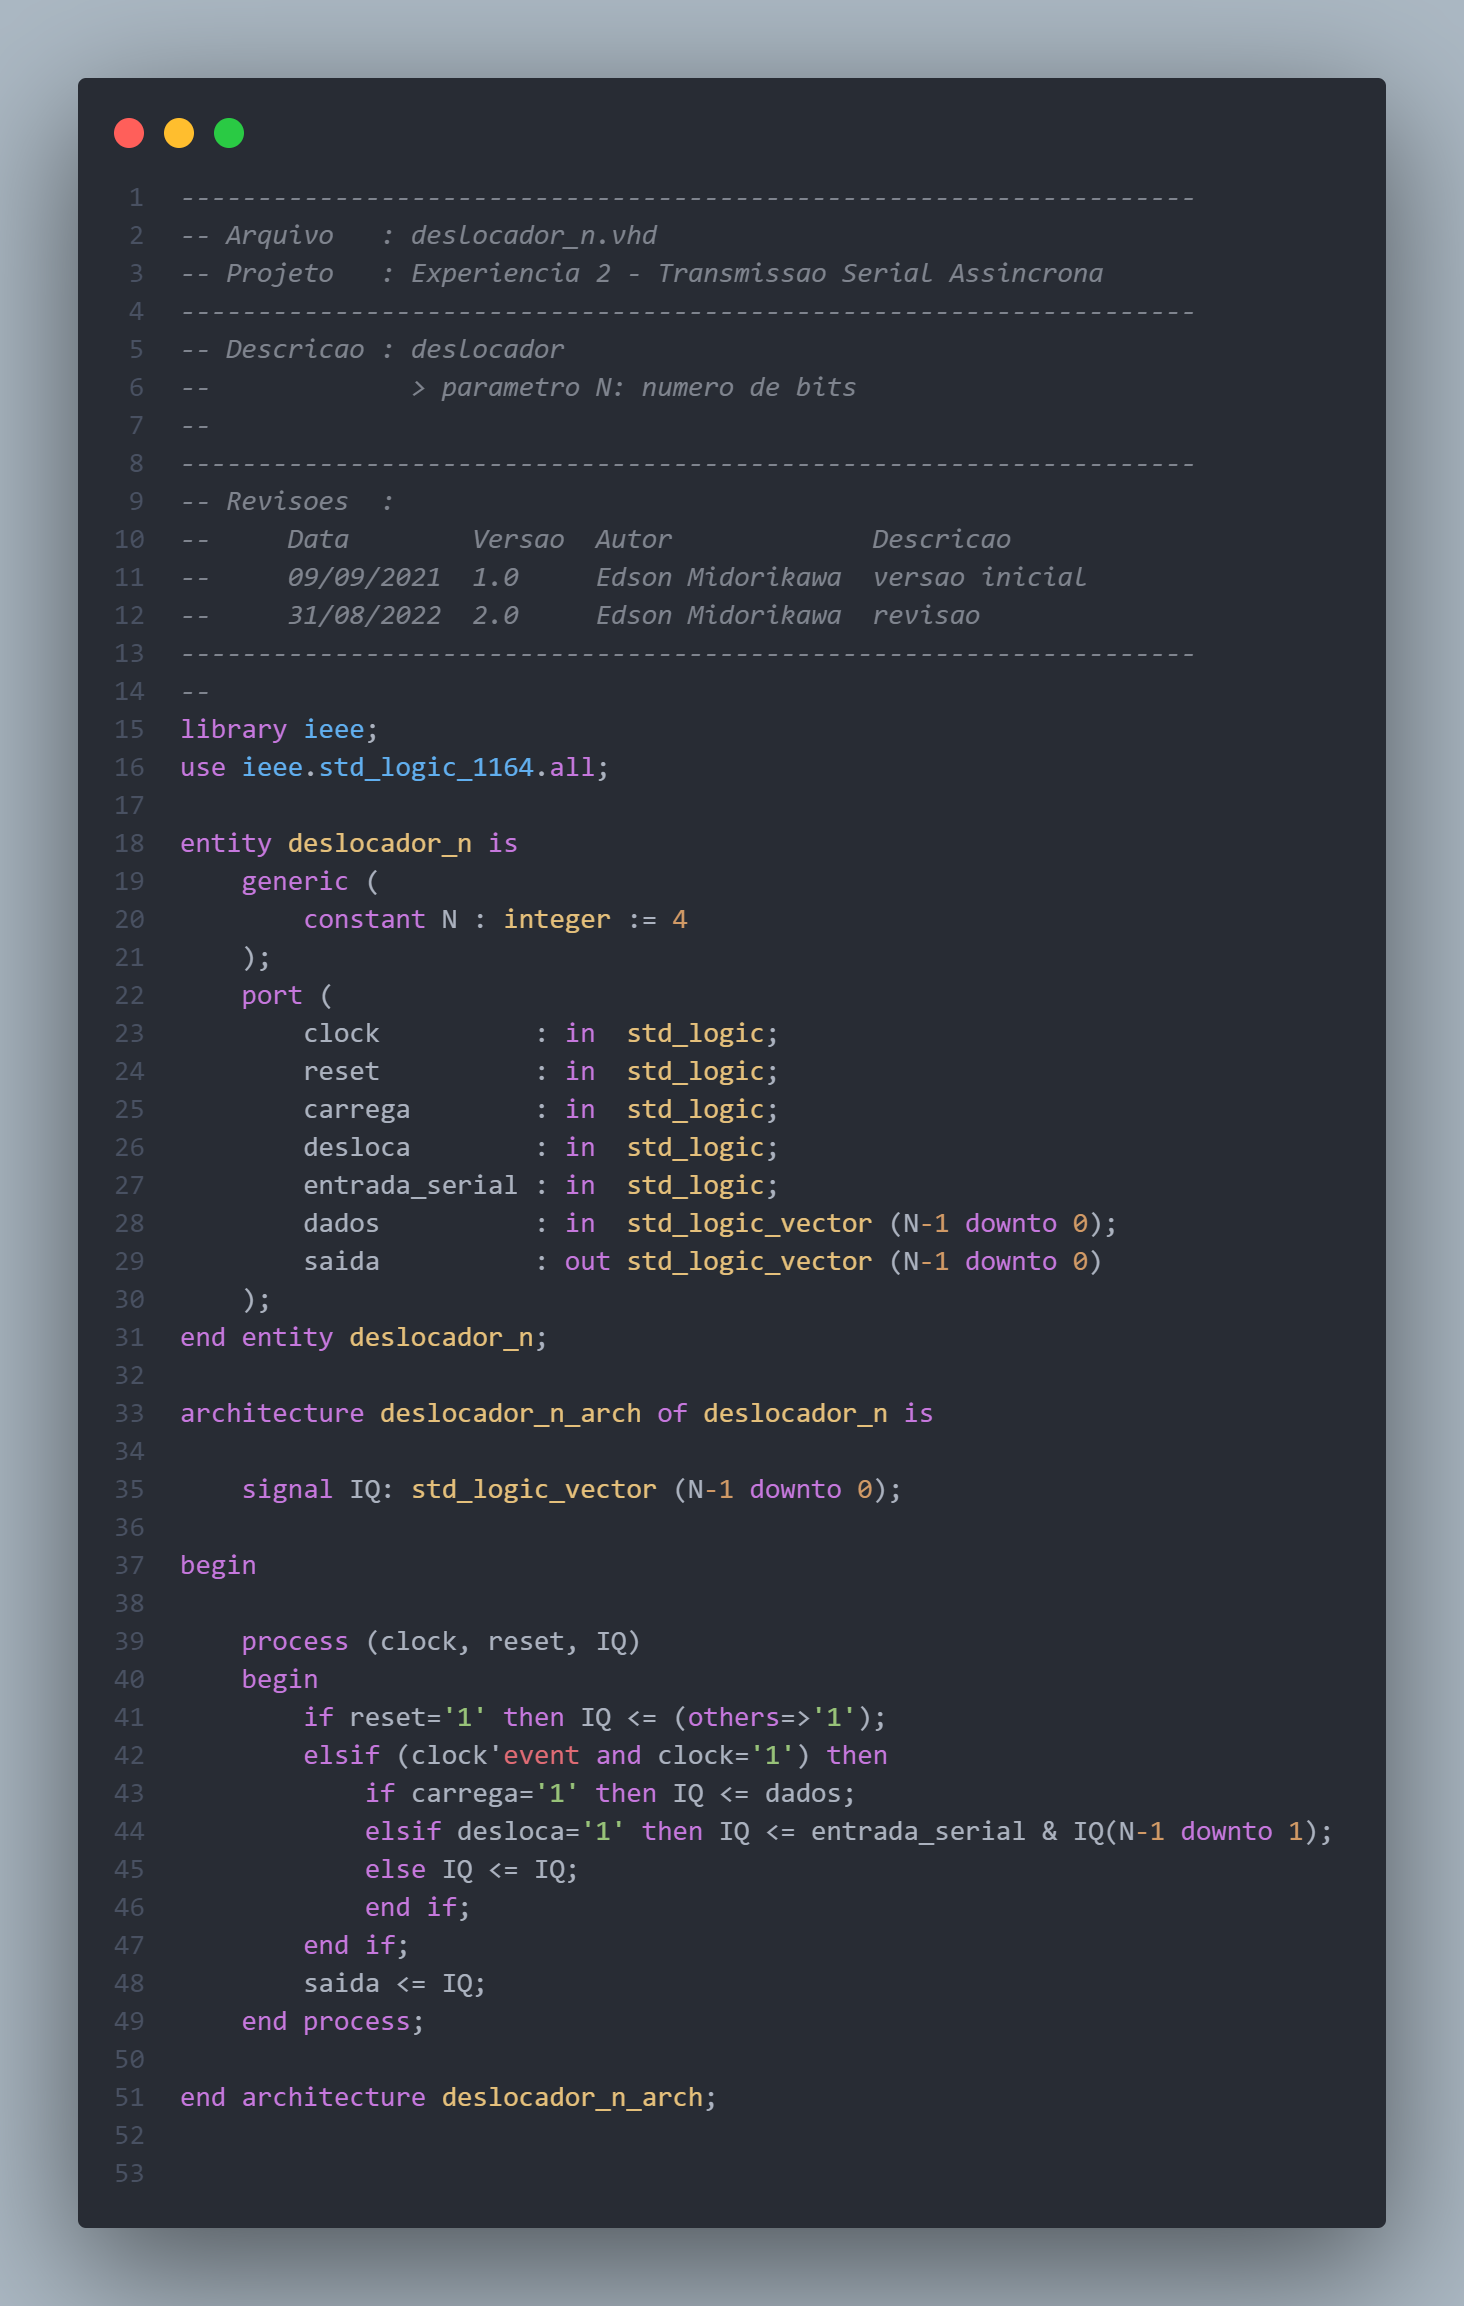 1 ------------------------------------------------------------------
2 -- Arquivo   : deslocador_n.vhd
3 -- Projeto   : Experiencia 2 - Transmissao Serial Assincrona
4 ------------------------------------------------------------------
5 -- Descricao : deslocador
6 --             > parametro N: numero de bits
7 --
8 ------------------------------------------------------------------
9 -- Revisoes  :
10 --     Data        Versao  Autor             Descricao
11 --     09/09/2021  1.0     Edson Midorikawa  versao inicial
12 --     31/08/2022  2.0     Edson Midorikawa  revisao
13 ------------------------------------------------------------------
14 --
15 library ieee;
16 use ieee.std_logic_1164.all;
17
18 entity deslocador_n is
19     generic (
20         constant N : integer := 4
21     );
22     port (
23         clock          : in  std_logic;
24         reset          : in  std_logic;
25         carrega        : in  std_logic;
26         desloca        : in  std_logic;
27         entrada_serial : in  std_logic;
28         dados          : in  std_logic_vector (N-1 downto 0);
29         saida          : out std_logic_vector (N-1 downto 0)
30     );
31 end entity deslocador_n;
32
33 architecture deslocador_n_arch of deslocador_n is
34
35     signal IQ: std_logic_vector (N-1 downto 0);
36
37 begin
38
39     process (clock, reset, IQ)
40     begin
41         if reset='1' then IQ <= (others=>'1');
42         elsif (clock'event and clock='1') then
43             if carrega='1' then IQ <= dados;
44             elsif desloca='1' then IQ <= entrada_serial & IQ(N-1 downto 1);
45             else IQ <= IQ;
46             end if;
47         end if;
48         saida <= IQ;
49     end process;
50
51 end architecture deslocador_n_arch;
52
53